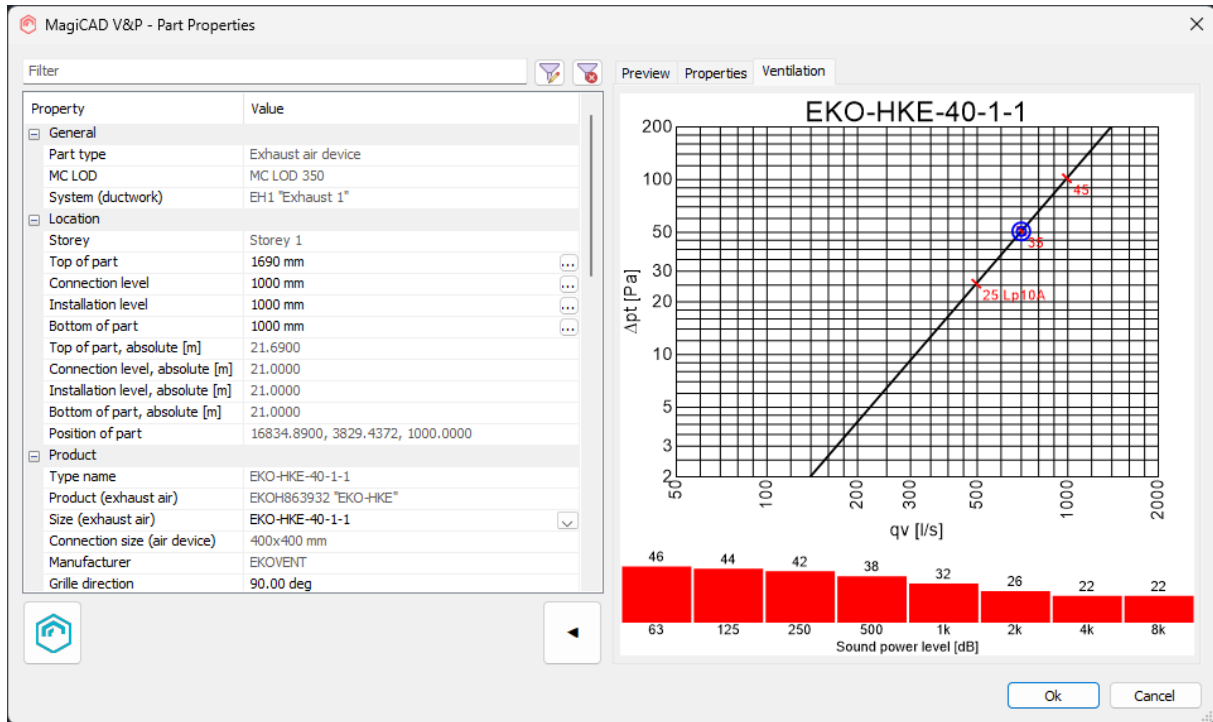 MagiCAD V&P - Part Properties
Filter
Property Value
General
Part type Exhaust air device
MC LOD MC LOD 350
System (ductwork) EH1 "Exhaust 1"
Location
Storey Storey 1
Top of part 1690 mm ...
Connection level 1000 mm ...
Installation level 1000 mm ...
Bottom of part 1000 mm ...
Top of part, absolute [m] 21.6900
Connection level, absolute [m] 21.0000
Installation level, absolute [m] 21.0000
Bottom of part, absolute [m] 21.0000
Position of part 16834.8900, 3829.4372, 1000.0000
Product
Type name EKO-HKE-40-1-1
Product (exhaust air) EKOH863932 "EKO-HKE"
Size (exhaust air) EKO-HKE-40-1-1
Connection size (air device) 400x400 mm
Manufacturer EKOVENT
Grille direction 90.00 deg
Preview Properties Ventilation
EKO-HKE-40-1-1
200
100
45
50
35
30
25 Lp10A
20
10
5
3
2
Δpt [Pa]
50 100 200 300 500 1000 2000
qv [l/s]
46 44 42 38 32 26 22 22
63 125 250 500 1k 2k 4k 8k
Sound power level [dB]
Ok Cancel